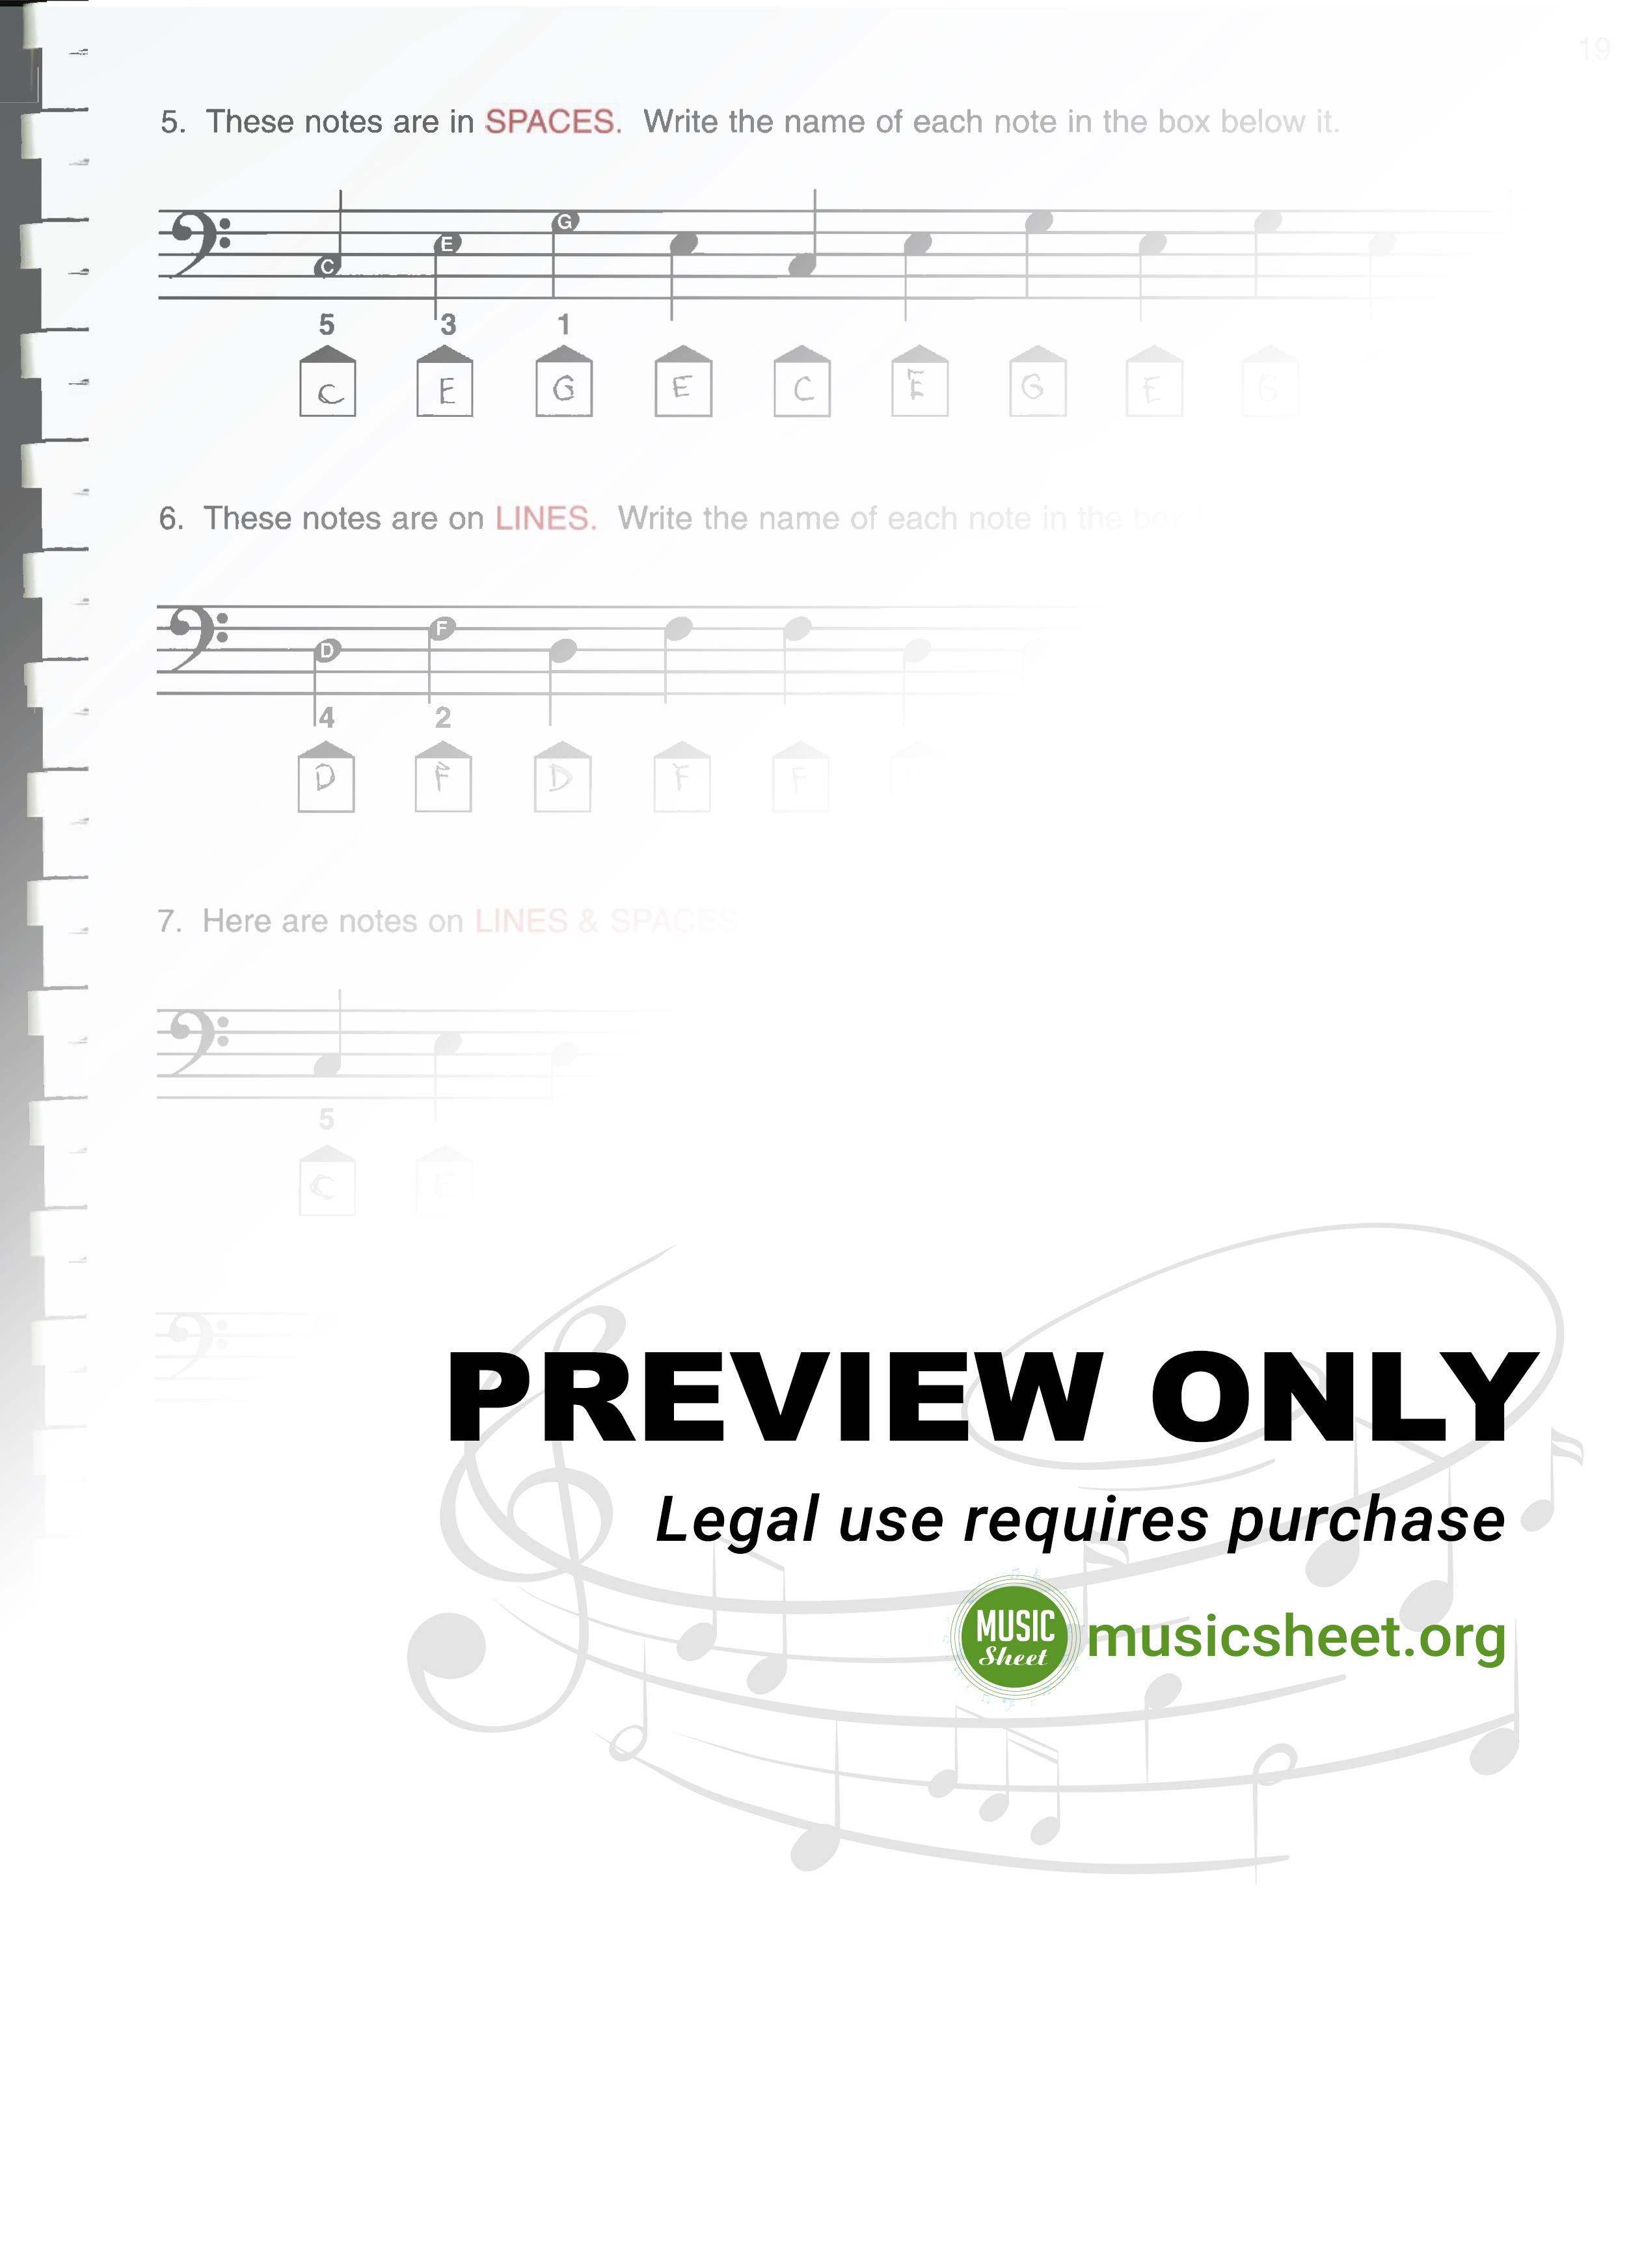 19
5. These notes are in SPACES. Write the name of each note in the box below it.
C E G
5 3 1
C E G E C E G E G
6. These notes are on LINES. Write the name of each note in the box
D F
4 2
D F D F F
7. Here are notes on LINES & SPACES
5
C E
PREVIEW ONLY
Legal use requires purchase
MUSIC
Sheet
musicsheet.org